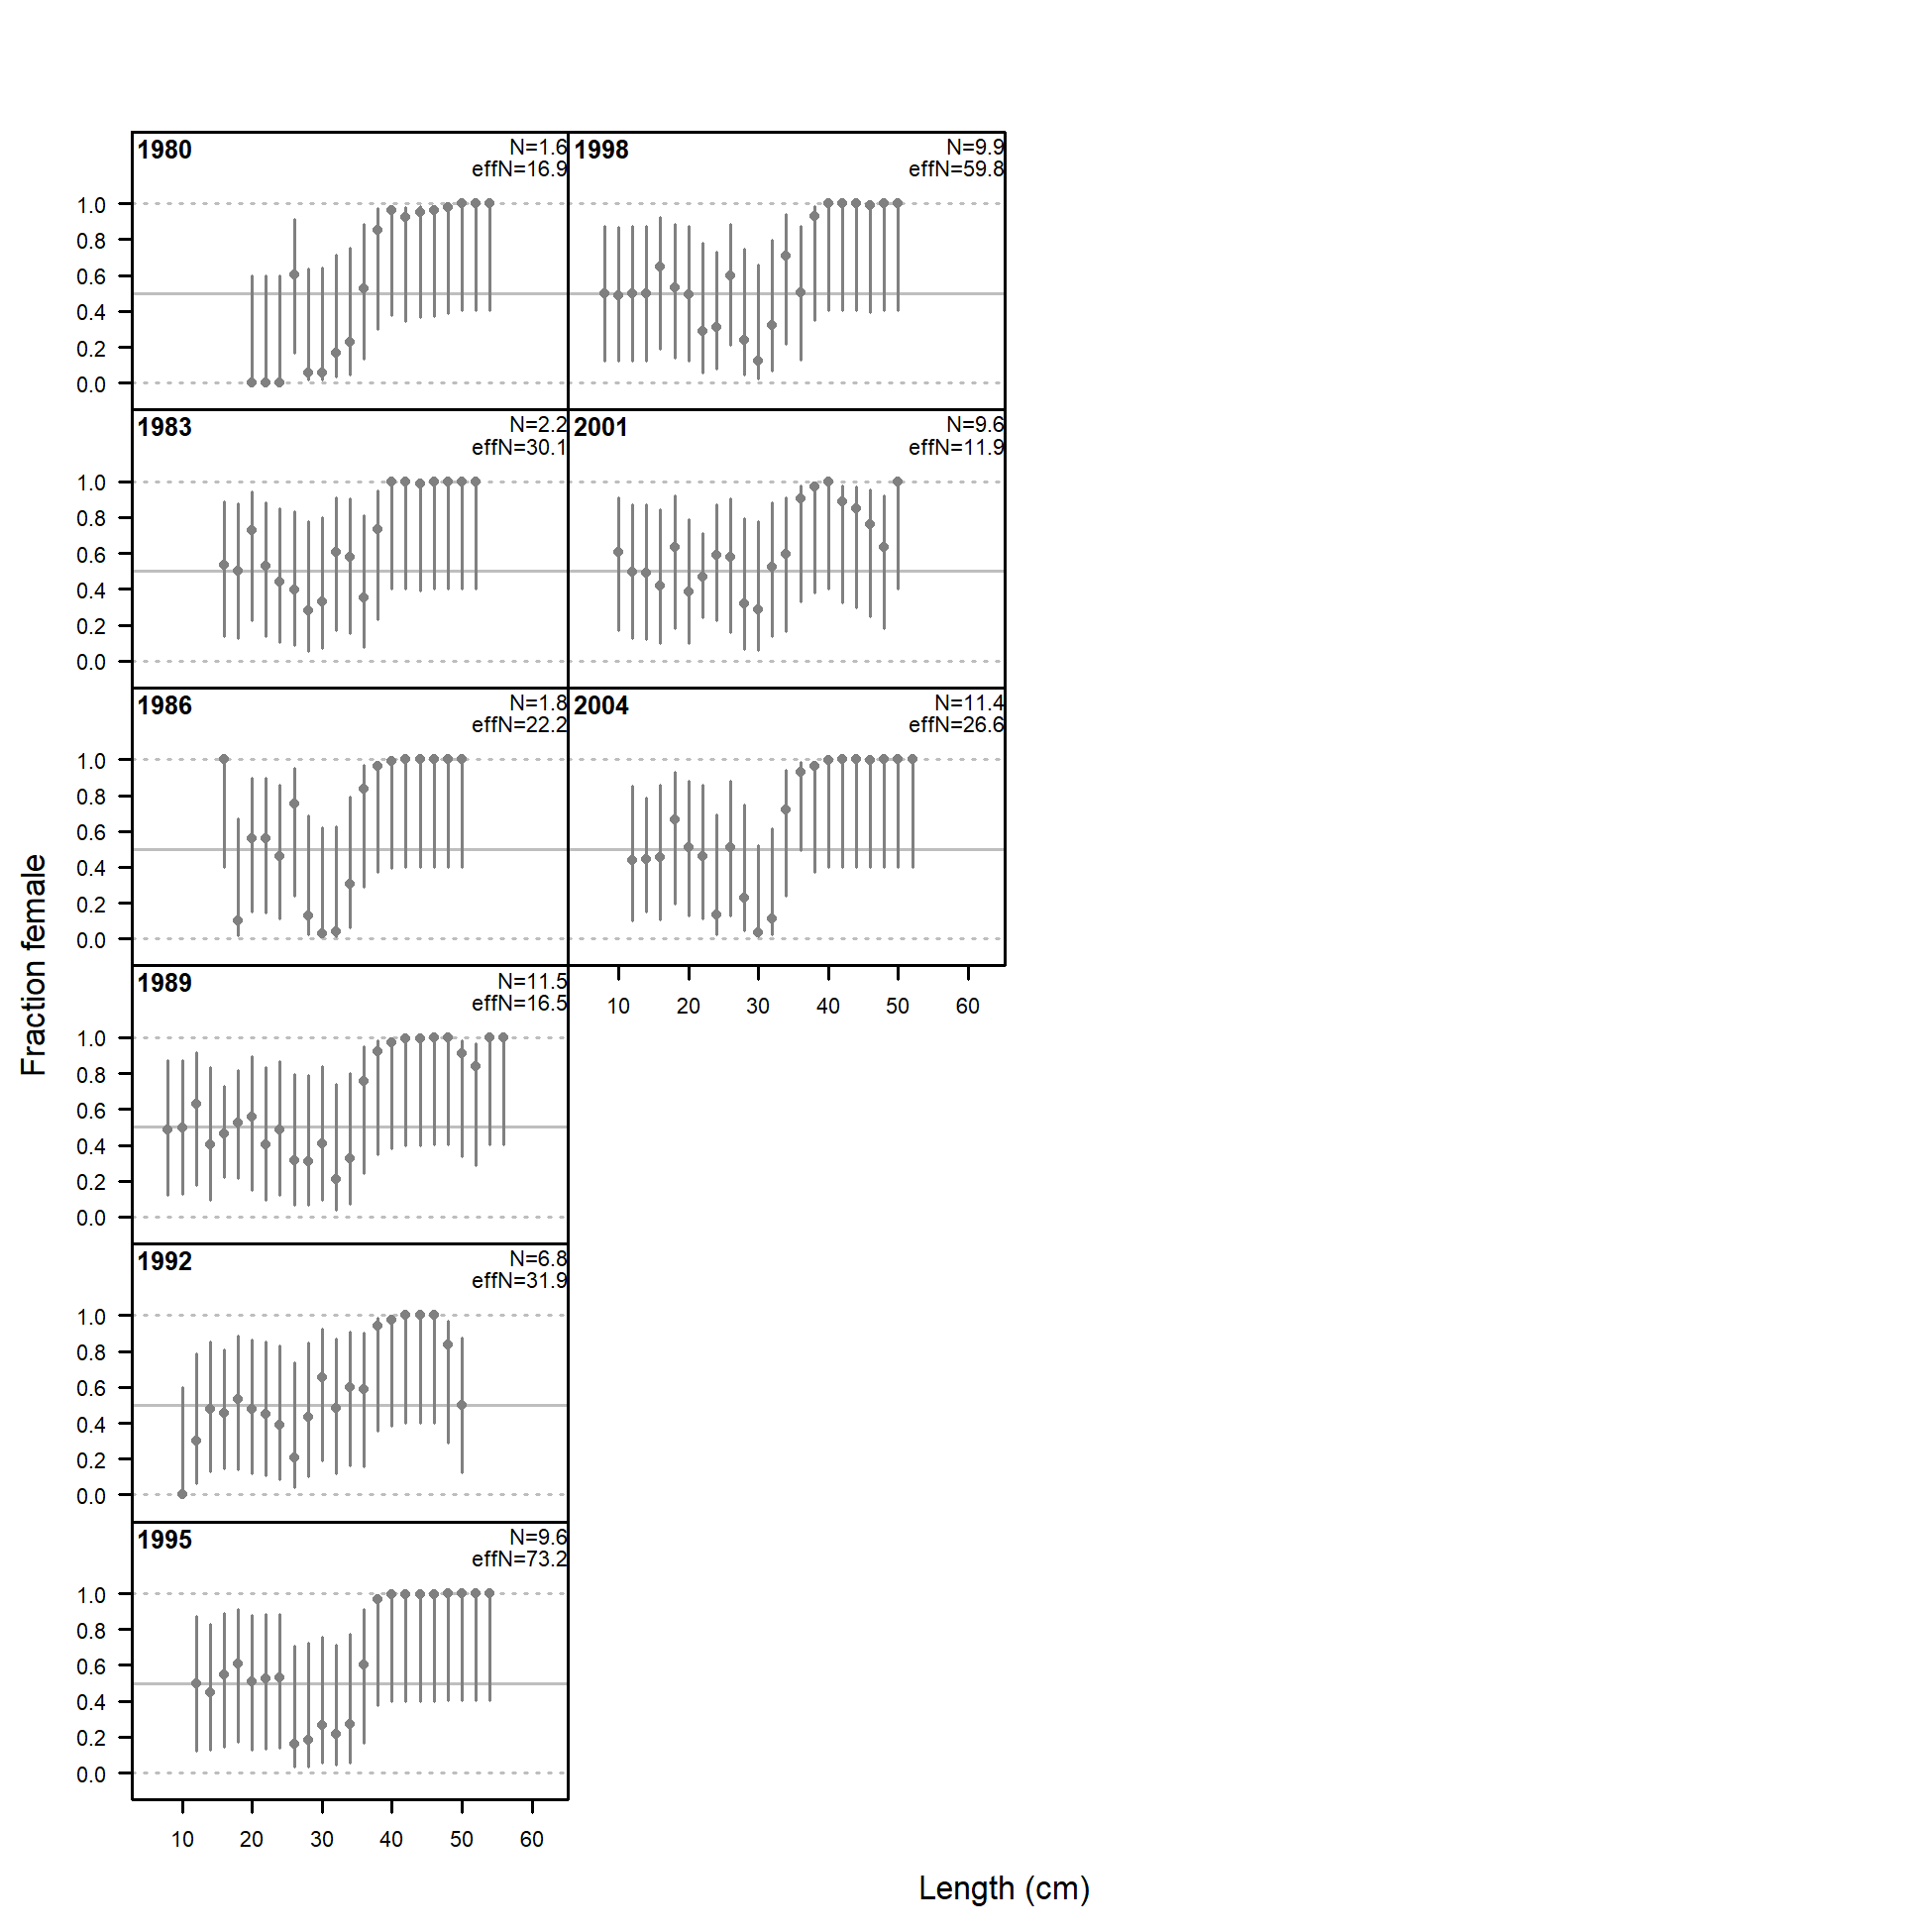 Fraction female
1980
N=1.6
effN=16.9
1.0
0.8
0.6
0.4
0.2
0.0
1983
N=2.2
effN=30.1
1.0
0.8
0.6
0.4
0.2
0.0
1986
N=1.8
effN=22.2
1.0
0.8
0.6
0.4
0.2
0.0
1989
N=11.5
effN=16.5
1.0
0.8
0.6
0.4
0.2
0.0
1992
N=6.8
effN=31.9
1.0
0.8
0.6
0.4
0.2
0.0
1995
N=9.6
effN=73.2
1.0
0.8
0.6
0.4
0.2
0.0
10 20 30 40 50 60
1998
N=9.9
effN=59.8
2001
N=9.6
effN=11.9
2004
N=11.4
effN=26.6
10 20 30 40 50 60
Length (cm)